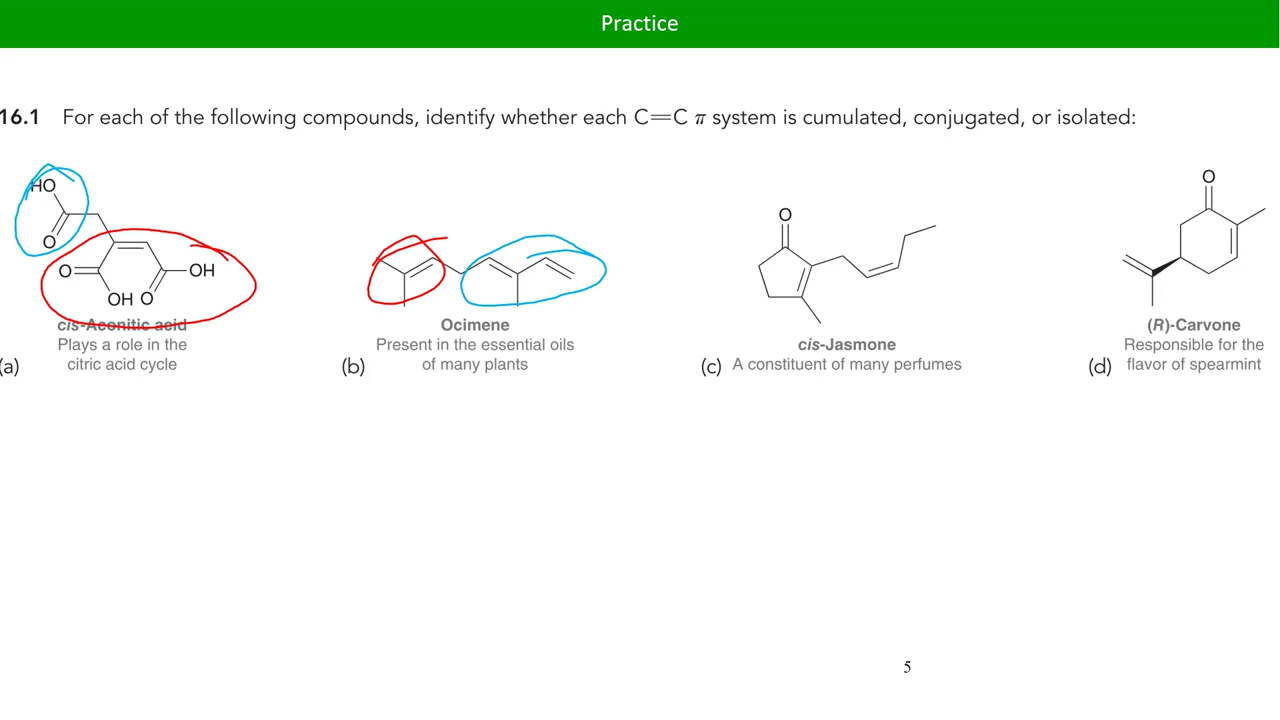 Practice
16.1 For each of the following compounds, identify whether each C=C π system is cumulated, conjugated, or isolated:
HO
O
O
OH
OH O
cis-Aconitic acid
Plays a role in the
citric acid cycle
(a)
Ocimene
Present in the essential oils
of many plants
(b)
O
cis-Jasmone
(c) A constituent of many perfumes
O
(R)-Carvone
Responsible for the
(d) flavor of spearmint
5